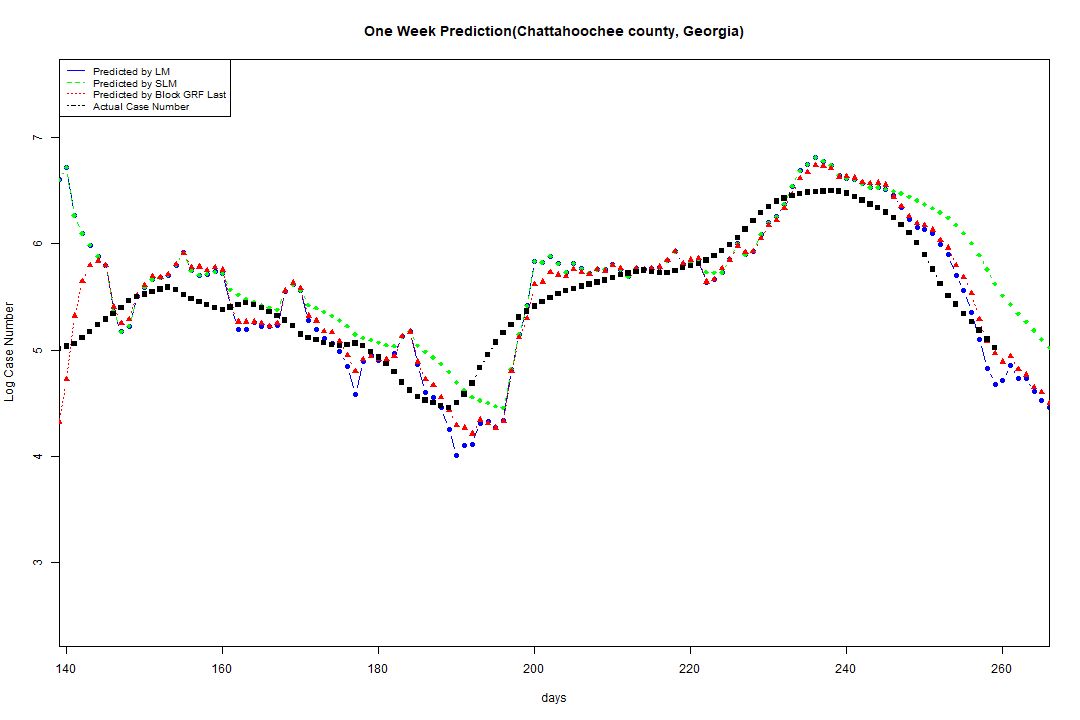 One Week Prediction(Chattahoochee county, Georgia)
Predicted by LM
Predicted by SLM
Predicted by Block GRF Last
Actual Case Number
7
6
5
4
3
Log Case Number
140 160 180 200 220 240 260
days